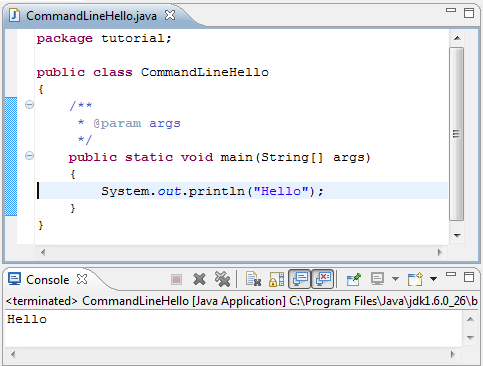 CommandLineHello.java
package tutorial;
public class CommandLineHello
{
/**
* @param args
*/
public static void main(String[] args)
{
System.out.println("Hello");
}
}
Console
<terminated> CommandLineHello [Java Application] C:\Program Files\Java\jdk1.6.0_26\b
Hello